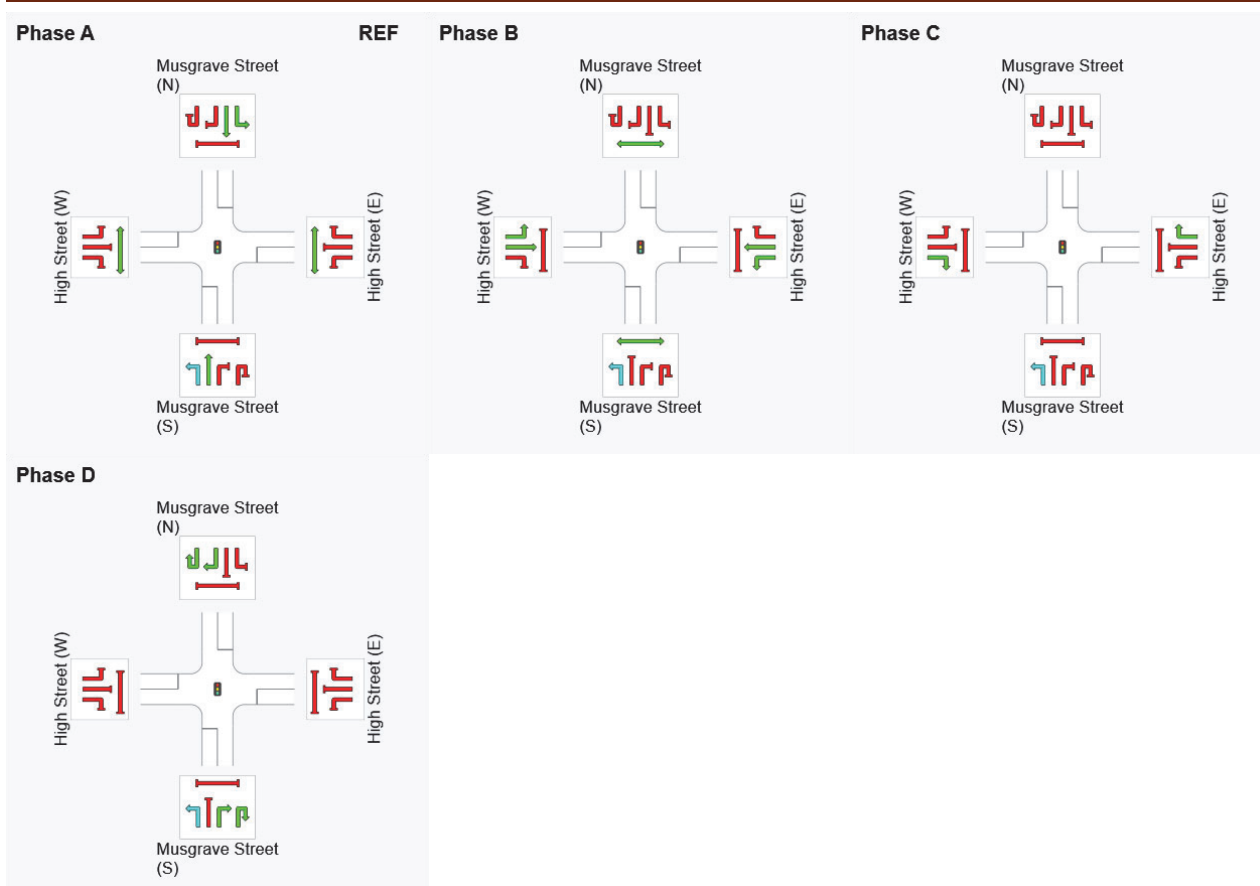 Phase A
REF
Musgrave Street
(N)
High Street (W)
High Street (E)
Musgrave Street
(S)
Phase B
Musgrave Street
(N)
High Street (W)
High Street (E)
Musgrave Street
(S)
Phase C
Musgrave Street
(N)
High Street (W)
High Street (E)
Musgrave Street
(S)
Phase D
Musgrave Street
(N)
High Street (W)
High Street (E)
Musgrave Street
(S)